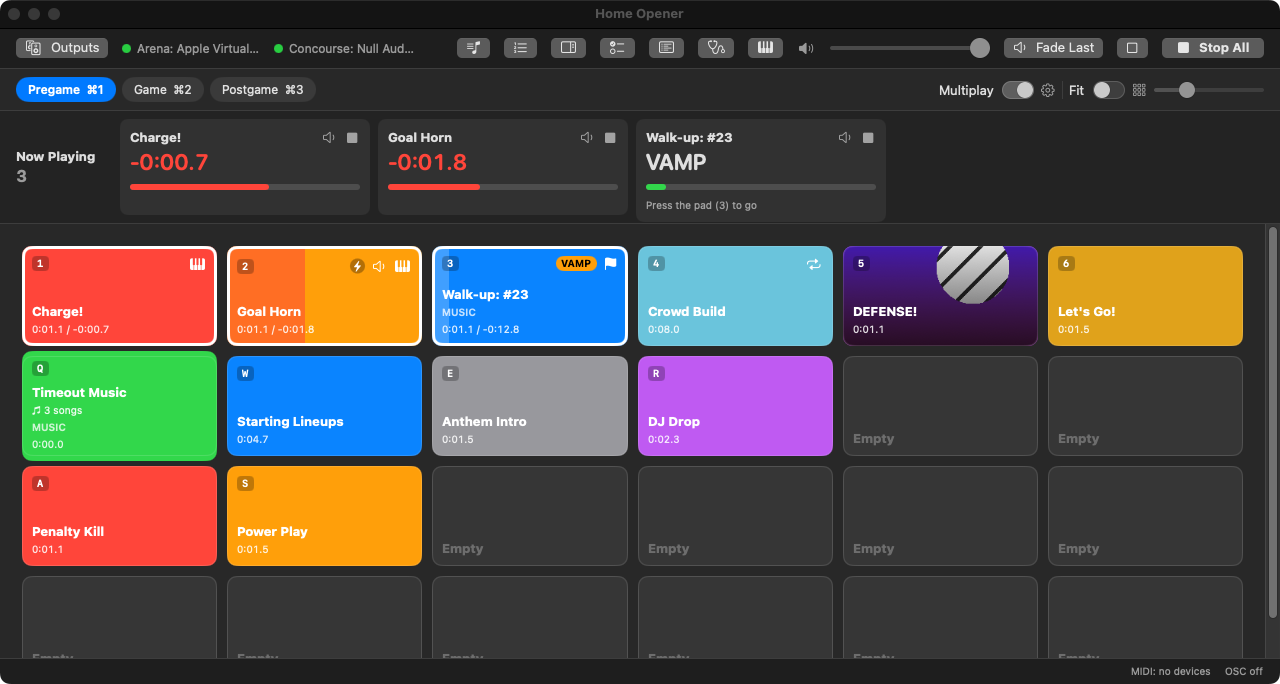 Home Opener
Outputs
Arena: Apple Virtual...
Concourse: Null Aud...
Fade Last
Stop All
Pregame ⌘1
Game ⌘2
Postgame ⌘3
Multiplay
Fit
Now Playing
3
Charge!
-0:00.7
Goal Horn
-0:01.8
Walk-up: #23
VAMP
Press the pad (3) to go
1
Charge!
0:01.1 / -0:00.7
2
Goal Horn
0:01.1 / -0:01.8
3
VAMP
Walk-up: #23
MUSIC
0:01.1 / -0:12.8
4
Crowd Build
0:08.0
5
DEFENSE!
0:01.1
6
Let's Go!
0:01.5
Q
Timeout Music
3 songs
MUSIC
0:00.0
W
Starting Lineups
0:04.7
E
Anthem Intro
0:01.5
R
DJ Drop
0:02.3
Empty
Empty
A
Penalty Kill
0:01.1
S
Power Play
0:01.5
Empty
Empty
Empty
Empty
Empty
Empty
Empty
Empty
Empty
Empty
MIDI: no devices
OSC off